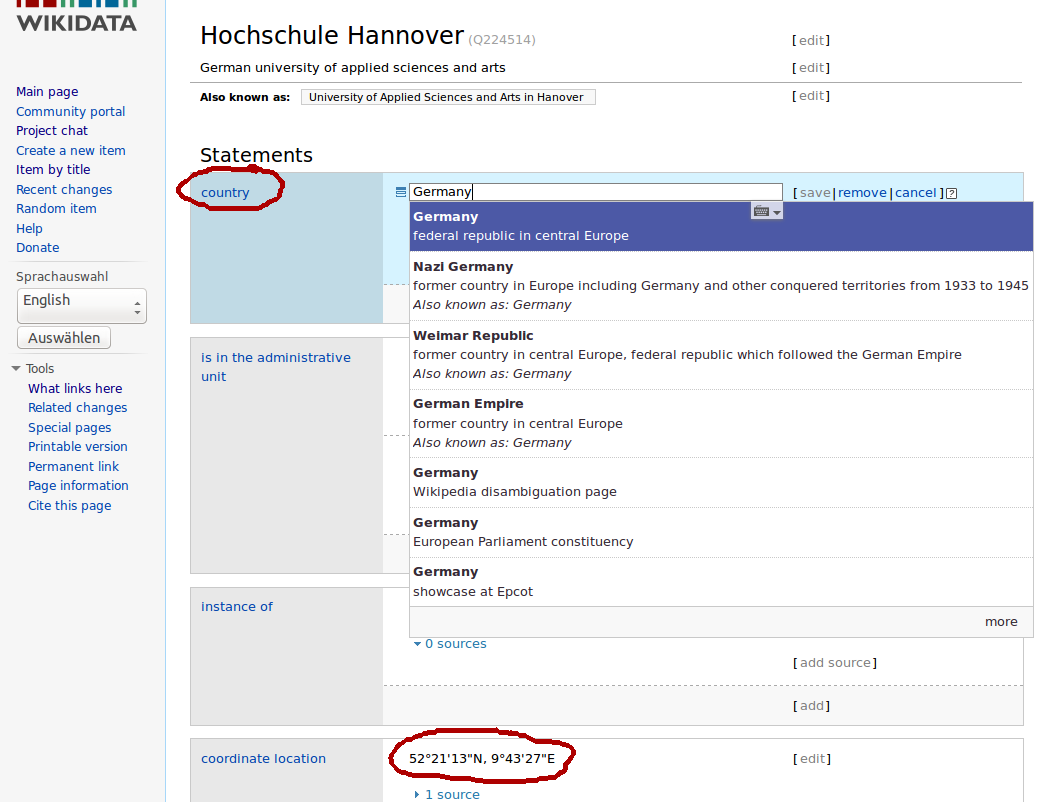 WIKIDATA
Main page
Community portal
Project chat
Create a new item
Item by title
Recent changes
Random item
Help
Donate
Sprachauswahl
English
Auswählen
Tools
What links here
Related changes
Special pages
Printable version
Permanent link
Page information
Cite this page
Hochschule Hannover (Q224514) [edit]
German university of applied sciences and arts [edit]
Also known as: University of Applied Sciences and Arts in Hanover [edit]
Statements
country
Germany [save|remove|cancel] [?]
Germany
federal republic in central Europe
Nazi Germany
former country in Europe including Germany and other conquered territories from 1933 to 1945
Also known as: Germany
Weimar Republic
former country in central Europe, federal republic which followed the German Empire
Also known as: Germany
German Empire
former country in central Europe
Also known as: Germany
Germany
Wikipedia disambiguation page
Germany
European Parliament constituency
Germany
showcase at Epcot
more
is in the administrative
unit
instance of
0 sources
[add source]
[add]
coordinate location
52°21'13"N, 9°43'27"E [edit]
1 source